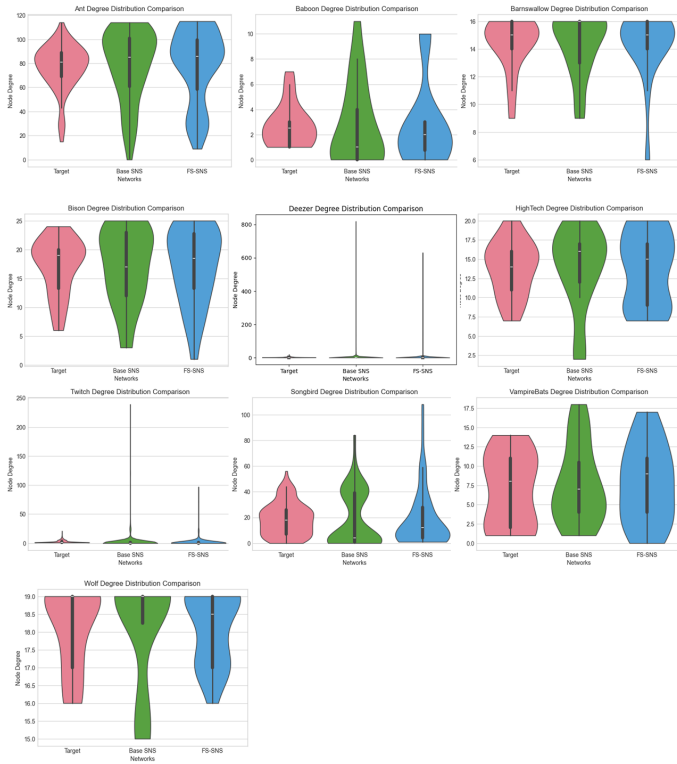 Ant Degree Distribution Comparison
Node Degree
120
100
80
60
40
20
0
Target
Base SNS
FS-SNS
Networks
Baboon Degree Distribution Comparison
Node Degree
10
8
6
4
2
0
Target
Base SNS
FS-SNS
Networks
Barnswallow Degree Distribution Comparison
Node Degree
16
14
12
10
8
6
Target
Base SNS
FS-SNS
Networks
Bison Degree Distribution Comparison
Node Degree
25
20
15
10
5
0
Target
Base SNS
FS-SNS
Networks
Deezer Degree Distribution Comparison
Node Degree
800
600
400
200
0
Target
Base SNS
FS-SNS
Networks
HighTech Degree Distribution Comparison
20.0
17.5
15.0
12.5
10.0
7.5
5.0
2.5
Target
Base SNS
FS-SNS
Networks
Twitch Degree Distribution Comparison
Node Degree
250
200
150
100
50
0
Target
Base SNS
FS-SNS
Networks
Songbird Degree Distribution Comparison
Node Degree
100
80
60
40
20
0
Target
Base SNS
FS-SNS
Networks
VampireBats Degree Distribution Comparison
Node Degree
17.5
15.0
12.5
10.0
7.5
5.0
2.5
0.0
Target
Base SNS
FS-SNS
Networks
Wolf Degree Distribution Comparison
Node Degree
19.0
18.5
18.0
17.5
17.0
16.5
16.0
15.5
15.0
Target
Base SNS
FS-SNS
Networks